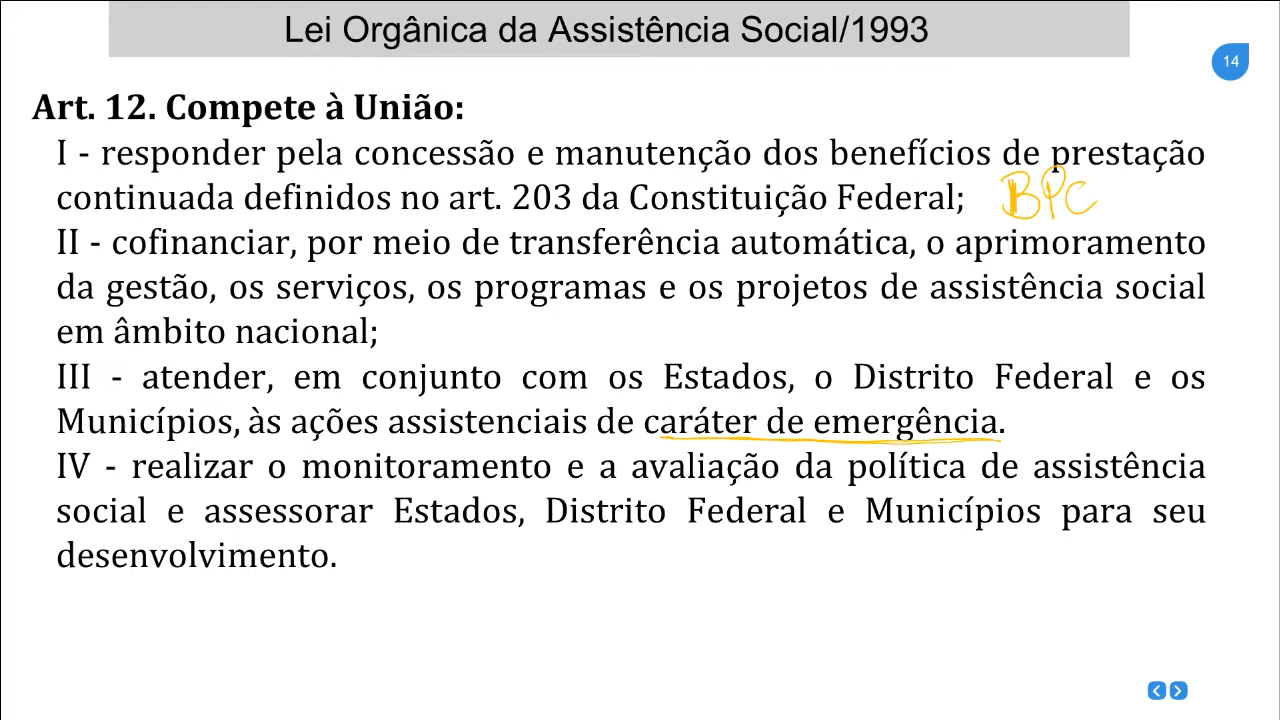 Lei Orgânica da Assistência Social/1993
14
Art. 12. Compete à União:
I - responder pela concessão e manutenção dos benefícios de prestação
continuada definidos no art. 203 da Constituição Federal; BPC
II - cofinanciar, por meio de transferência automática, o aprimoramento
da gestão, os serviços, os programas e os projetos de assistência social
em âmbito nacional;
III - atender, em conjunto com os Estados, o Distrito Federal e os
Municípios, às ações assistenciais de caráter de emergência.
IV - realizar o monitoramento e a avaliação da política de assistência
social e assessorar Estados, Distrito Federal e Municípios para seu
desenvolvimento.